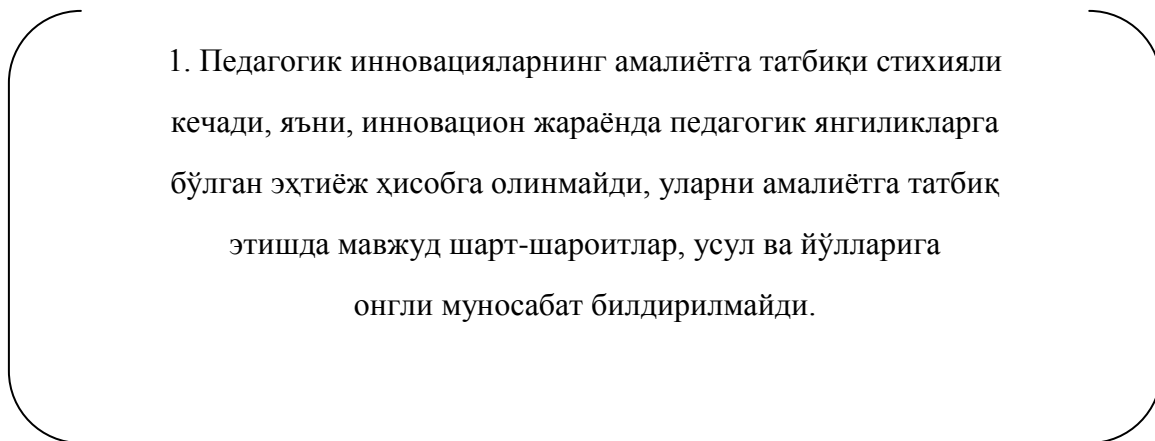 1. Педагогик инновацияларнинг амалиётга татбиқи стихияли
кечади, яъни, инновацион жараёнда педагогик янгиликларга
бўлган эҳтиёж ҳисобга олинмайди, уларни амалиётга татбиқ
этишда мавжуд шарт-шароитлар, усул ва йўлларига
онгли муносабат билдирилмайди.